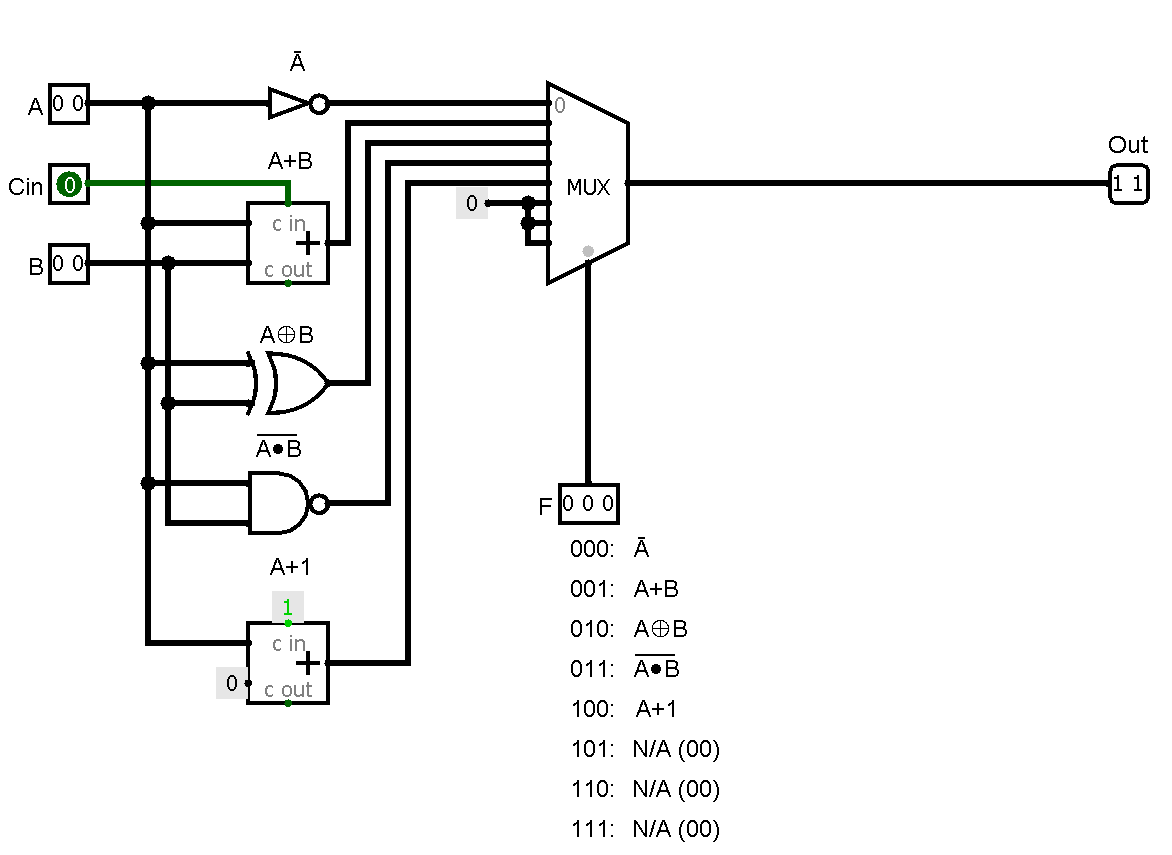 Ā
A 0 0
0
Out
A+B
Cin 0
0
MUX
1 1
c in
+
B 0 0
c out
A⊕B
A̅•̅B̅
F 0 0 0
000: Ā
A+1
001: A+B
1
010: A⊕B
c in
+
011: A̅•̅B̅
0
c out
100: A+1
101: N/A (00)
110: N/A (00)
111: N/A (00)